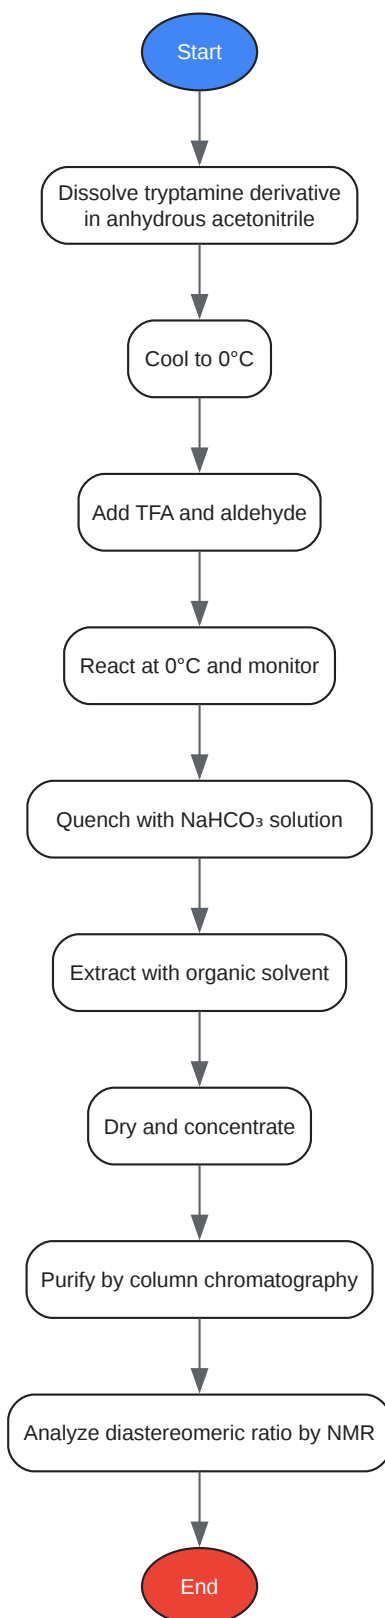 Start
Dissolve tryptamine derivative
in anhydrous acetonitrile
Cool to 0°C
Add TFA and aldehyde
React at 0°C and monitor
Quench with NaHCO₃ solution
Extract with organic solvent
Dry and concentrate
Purify by column chromatography
Analyze diastereomeric ratio by NMR
End